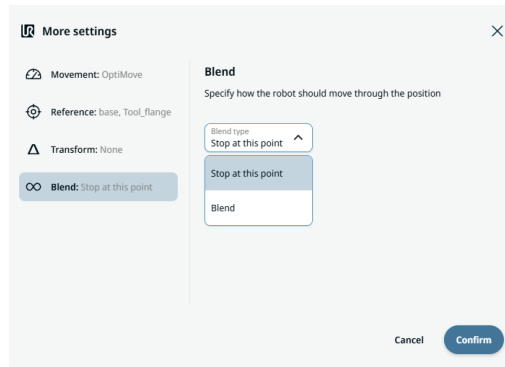 More settings
Movement: OptiMove
Reference: base, Tool_flange
Transform: None
Blend: Stop at this point
Blend
Specify how the robot should move through the position
Blend type
Stop at this point
Stop at this point
Blend
Cancel
Confirm